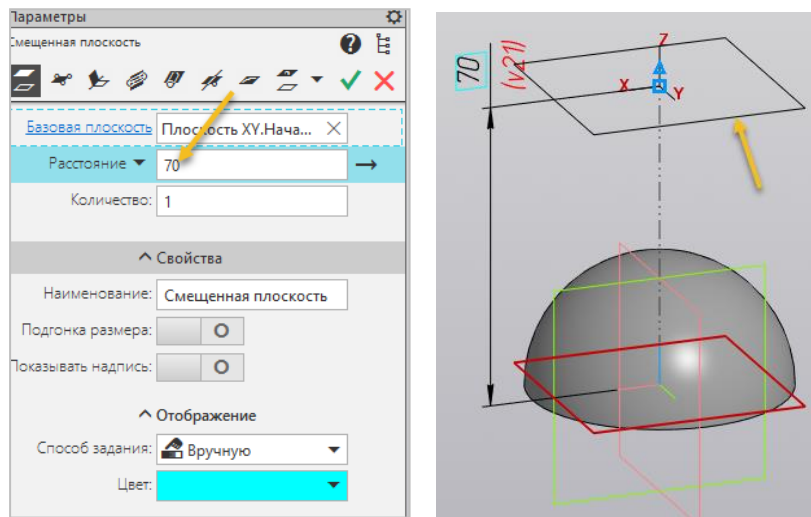 Параметры
Смещенная плоскость
Базовая плоскость Плоскость XY.Нача...
Расстояние 70
Количество: 1
Свойства
Наименование: Смещенная плоскость
Подгонка размера:
Показывать надпись:
Отображение
Способ задания: Вручную
Цвет:
70
(v21)
Z
X
Y